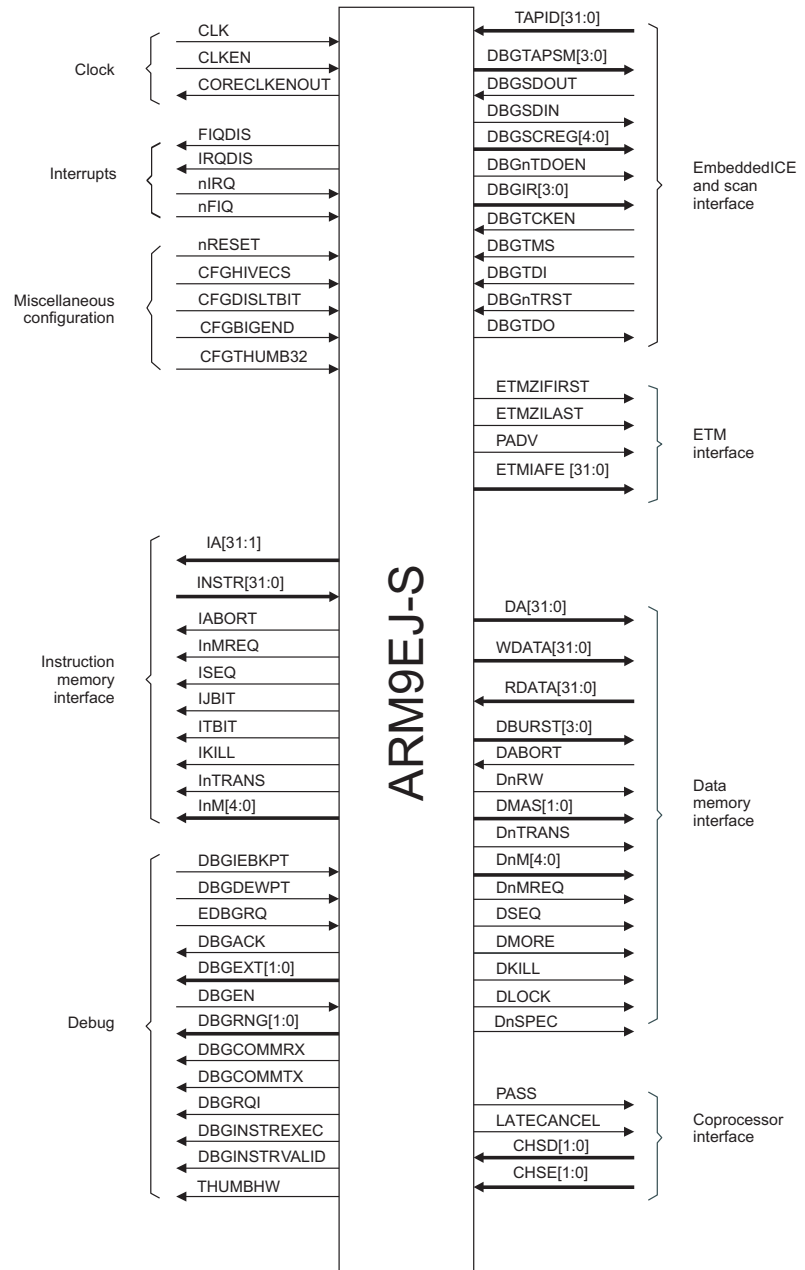 Clock
CLK
CLKEN
CORECLKENOUT
Interrupts
FIQDIS
IRQDIS
nIRQ
nFIQ
Miscellaneous
configuration
nRESET
CFGHIVECS
CFGDISLTBIT
CFGBIGEND
CFGTHUMB32
Instruction
memory
interface
IA[31:1]
INSTR[31:0]
IABORT
InMREQ
ISEQ
IJBIT
ITBIT
IKILL
InTRANS
InM[4:0]
Debug
DBGIEBKPT
DBGDEWPT
EDBGRQ
DBGACK
DBGEXT[1:0]
DBGEN
DBGRNG[1:0]
DBGCOMMRX
DBGCOMMTX
DBGRQI
DBGINSTREXEC
DBGINSTRVALID
THUMBHW
ARM9EJ-S
TAPID[31:0]
DBGTAPSM[3:0]
DBGSDOUT
DBGSDIN
DBGSCREG[4:0]
DBGnTDOEN
DBGIR[3:0]
DBGTCKEN
DBGTMS
DBGTDI
DBGnTRST
DBGTDO
EmbeddedICE
and scan
interface
ETMZIFIRST
ETMZILAST
PADV
ETMIAFE [31:0]
ETM
interface
DA[31:0]
WDATA[31:0]
RDATA[31:0]
DBURST[3:0]
DABORT
DnRW
DMAS[1:0]
DnTRANS
DnM[4:0]
DnMREQ
DSEQ
DMORE
DKILL
DLOCK
DnSPEC
Data
memory
interface
PASS
LATECANCEL
CHSD[1:0]
CHSE[1:0]
Coprocessor
interface